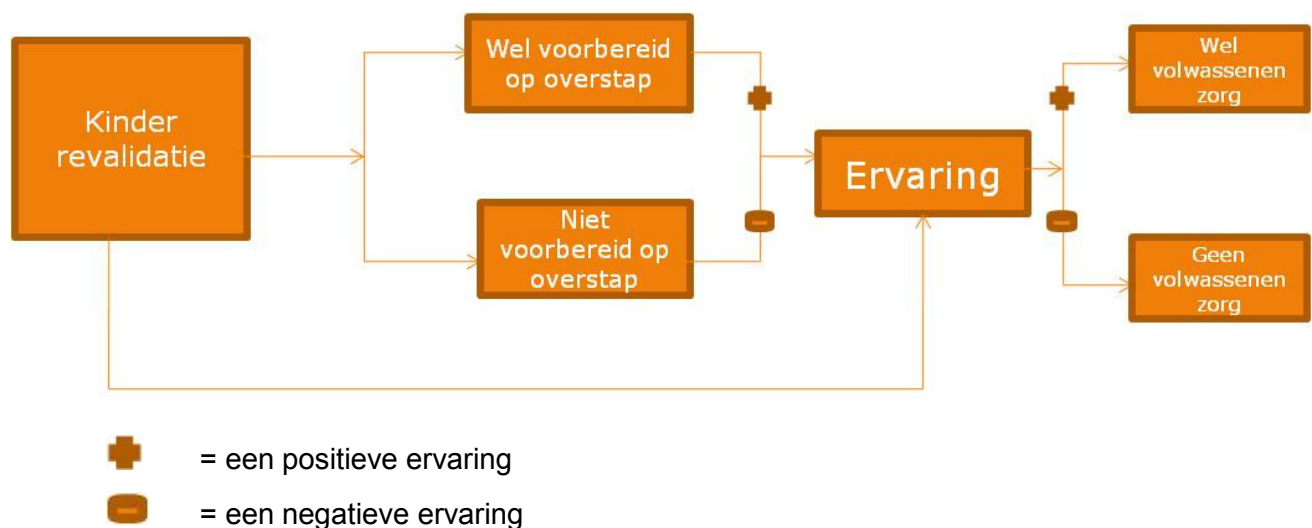 Kinder
revalidatie
Wel voorbereid
op overstap
Niet
voorbereid op
overstap
Ervaring
Wel
volwassenen
zorg
Geen
volwassenen
zorg
= een positieve ervaring
= een negatieve ervaring